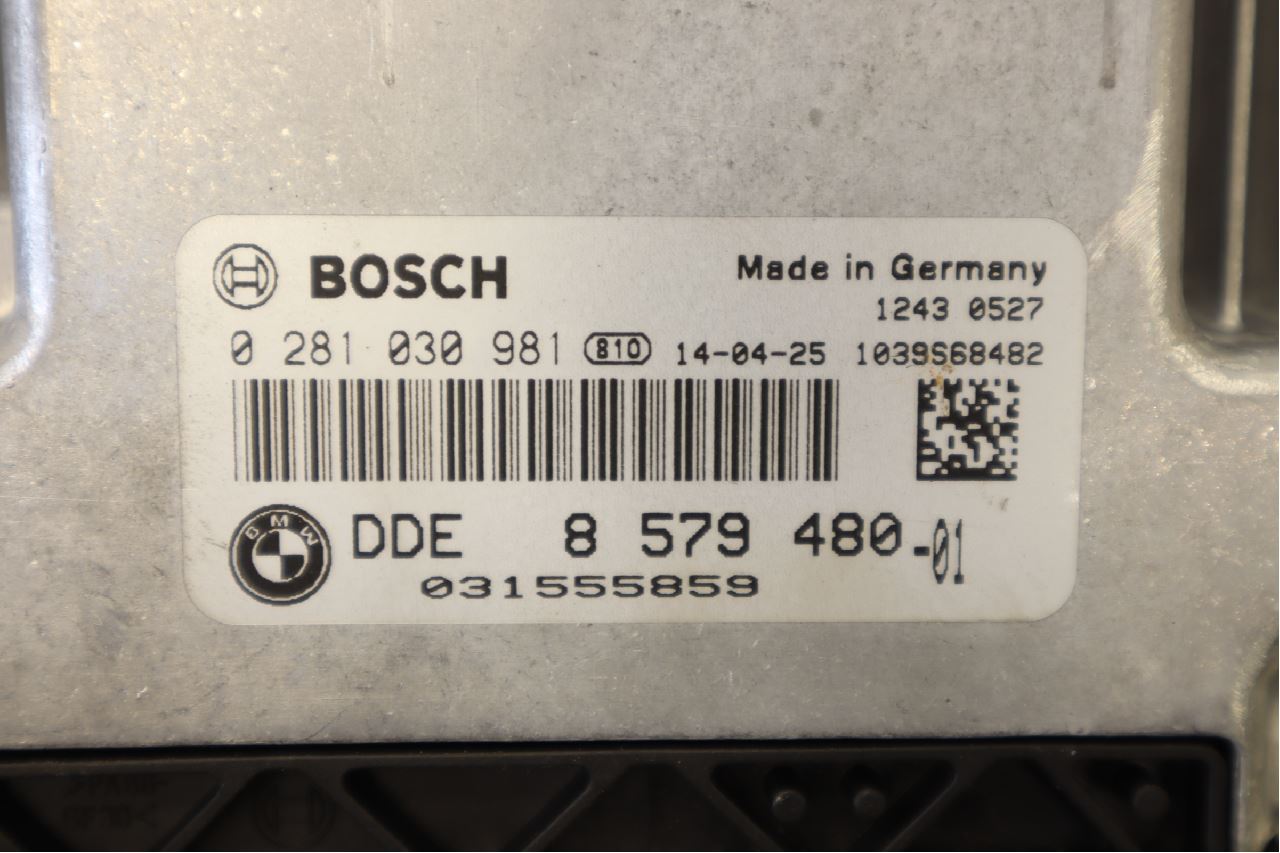 BOSCH
Made in Germany
1243 0527
0 281 030 981 810 14-04-25 1039S68482
BMW DDE 8 579 480-01
031555859